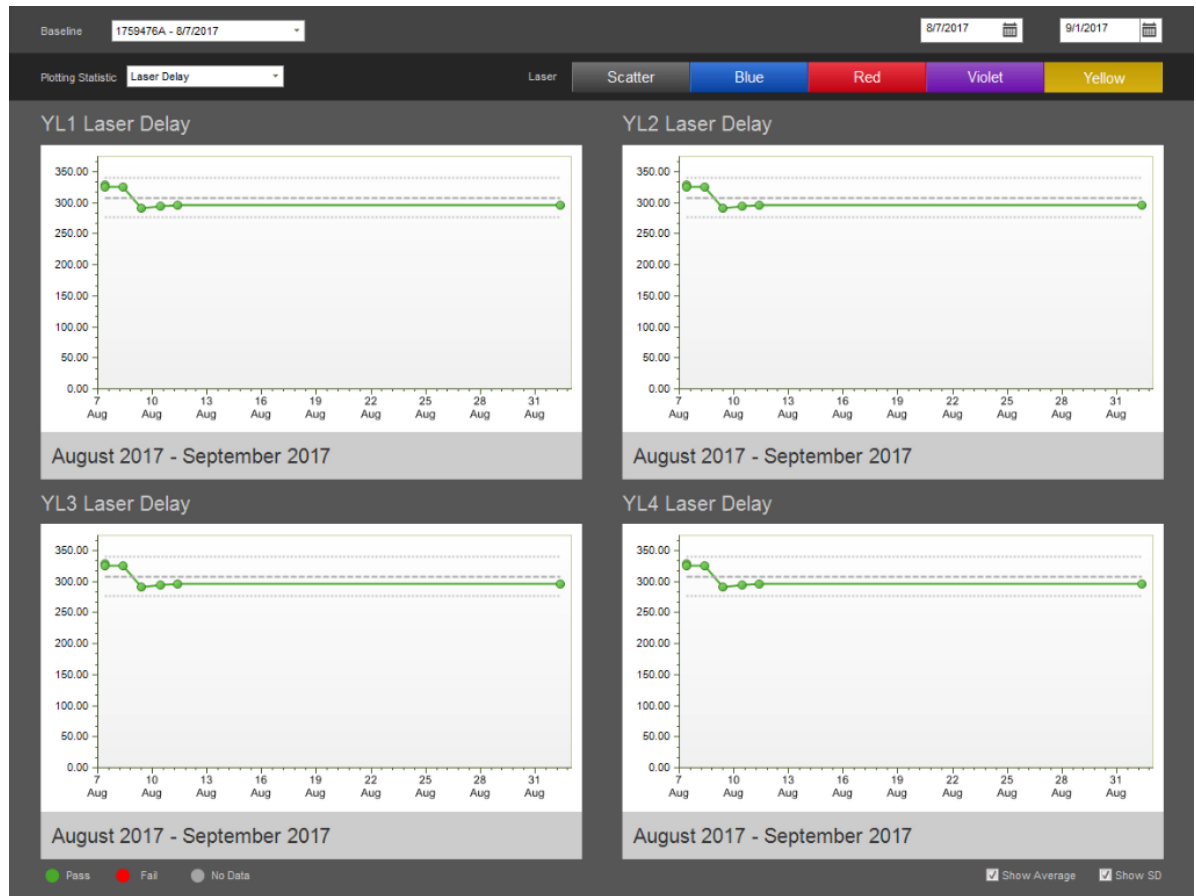 Baseline 1759476A - 8/7/2017 8/7/2017 9/1/2017
Plotting Statistic Laser Delay Laser Scatter Blue Red Violet Yellow
YL1 Laser Delay
350.00
300.00
250.00
200.00
150.00
100.00
50.00
0.00
7 10 13 16 19 22 25 28 31
Aug Aug Aug Aug Aug Aug Aug Aug Aug
August 2017 - September 2017
YL2 Laser Delay
350.00
300.00
250.00
200.00
150.00
100.00
50.00
0.00
7 10 13 16 19 22 25 28 31
Aug Aug Aug Aug Aug Aug Aug Aug Aug
August 2017 - September 2017
YL3 Laser Delay
350.00
300.00
250.00
200.00
150.00
100.00
50.00
0.00
7 10 13 16 19 22 25 28 31
Aug Aug Aug Aug Aug Aug Aug Aug Aug
August 2017 - September 2017
YL4 Laser Delay
350.00
300.00
250.00
200.00
150.00
100.00
50.00
0.00
7 10 13 16 19 22 25 28 31
Aug Aug Aug Aug Aug Aug Aug Aug Aug
August 2017 - September 2017
Pass Fail No Data Show Average Show SD